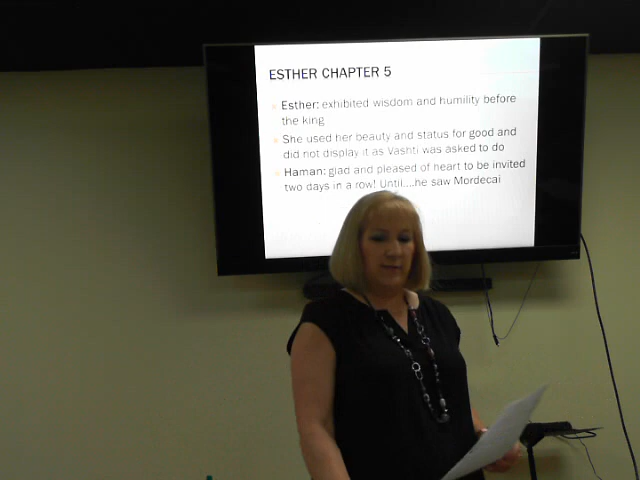 ESTHER CHAPTER 5
Esther: exhibited wisdom and humility before
the king
She used her beauty and status for good and
did not display it as Vashti was asked to do
Haman: glad and pleased of heart to be invited
two days in a row! Until....he saw Mordecai